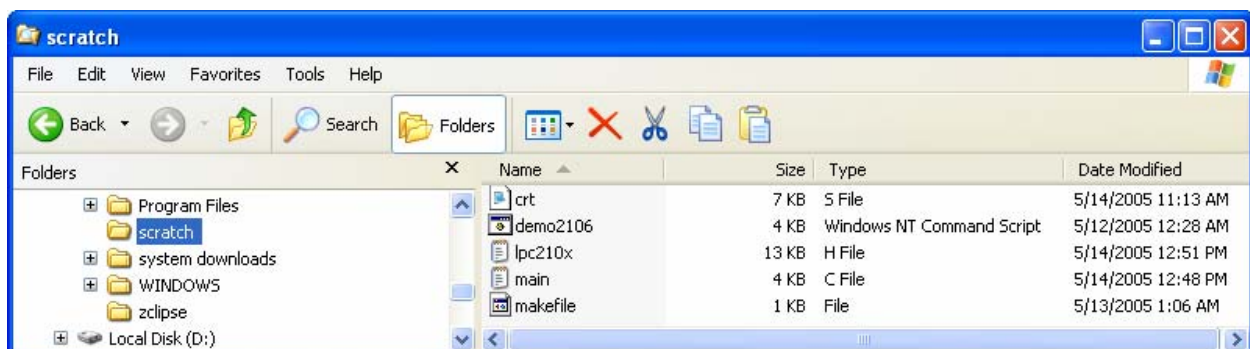 scratch
File Edit View Favorites Tools Help
Back Search Folders
Folders X Name Size Type Date Modified
Program Files
scratch
system downloads
WINDOWS
zclipse
Local Disk (D:)
crt 7 KB S File 5/14/2005 11:13 AM
demo2106 4 KB Windows NT Command Script 5/12/2005 12:28 AM
lpc210x 13 KB H File 5/14/2005 12:51 PM
main 4 KB C File 5/14/2005 12:48 PM
makefile 1 KB File 5/13/2005 1:06 AM